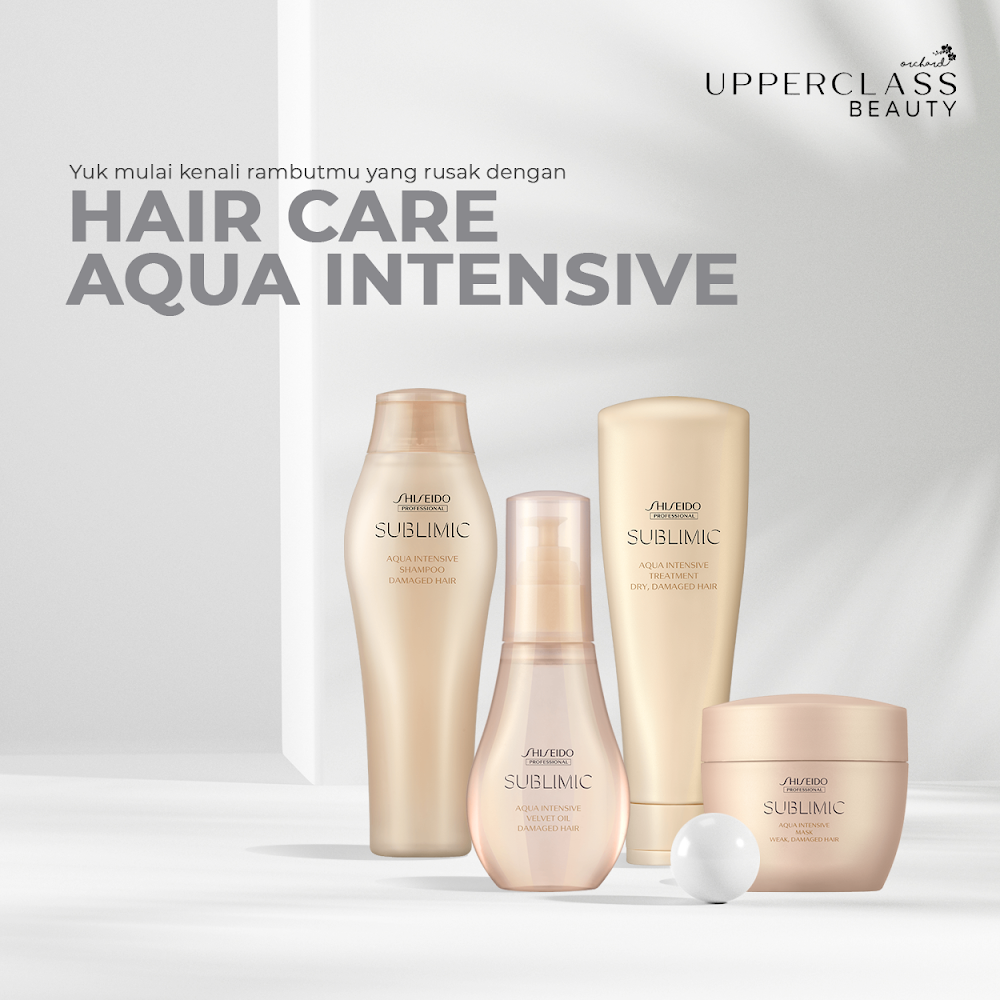 orchard
UPPERCLASS
BEAUTY
Yuk mulai kenali rambutmu yang rusak dengan
HAIR CARE
AQUA INTENSIVE
SHISEIDO
PROFESSIONAL
SUBLIMIC
AQUA INTENSIVE
SHAMPOO
DAMAGED HAIR
SHISEIDO
PROFESSIONAL
SUBLIMIC
AQUA INTENSIVE
VELVET OIL
DAMAGED HAIR
SHISEIDO
PROFESSIONAL
SUBLIMIC
AQUA INTENSIVE
TREATMENT
DRY, DAMAGED HAIR
SHISEIDO
PROFESSIONAL
SUBLIMIC
AQUA INTENSIVE
MASK
WEAK, DAMAGED HAIR